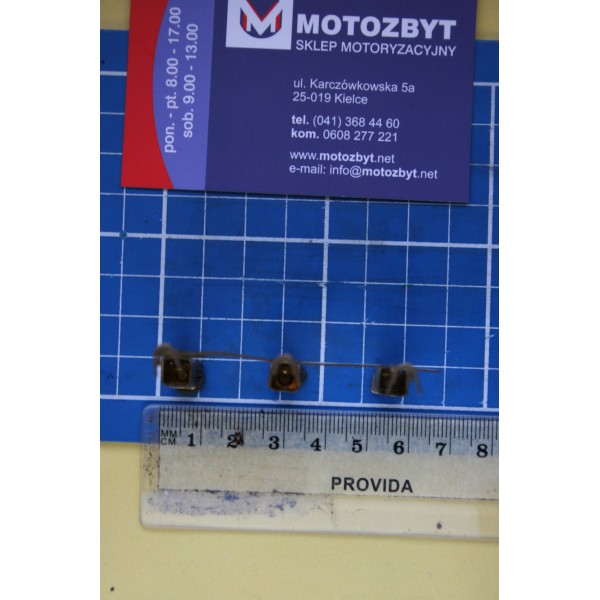 MOTOZBYT
SKLEP MOTORYZACYJNY
pon. - pt. 8.00 - 17.00
sob. 9.00 - 13.00
ul. Karczówkowska 5a
25-019 Kielce
tel. (041) 368 44 60
kom. 0608 277 221
www.motozbyt.net
e-mail: info@motozbyt.net
MM
CM
1 2 3 4 5 6 7 8
PROVIDA